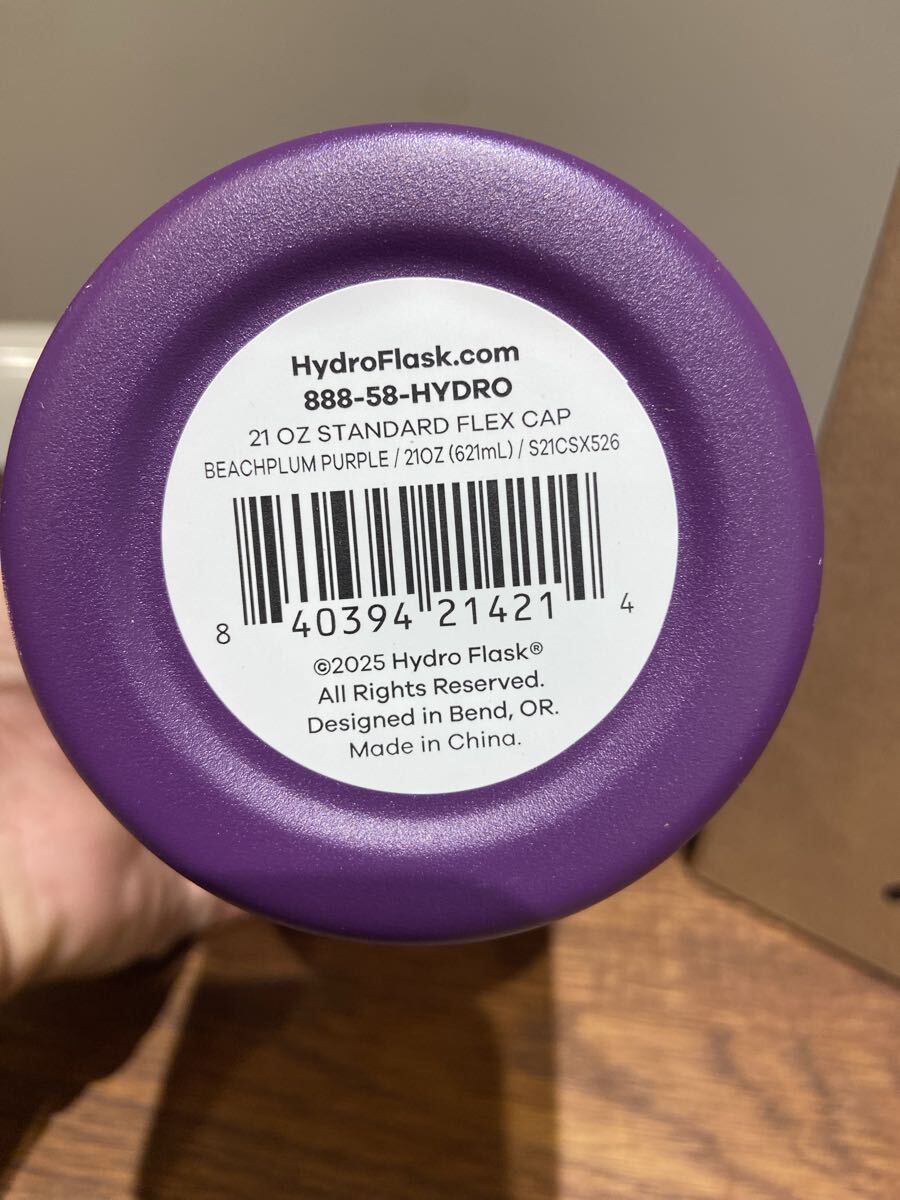 HydroFlask.com
888-58-HYDRO
21 OZ STANDARD FLEX CAP
BEACHPLUM PURPLE / 21OZ (621mL) / S21CSX526
8 40394 21421 4
©2025 Hydro Flask®
All Rights Reserved.
Designed in Bend, OR.
Made in China.